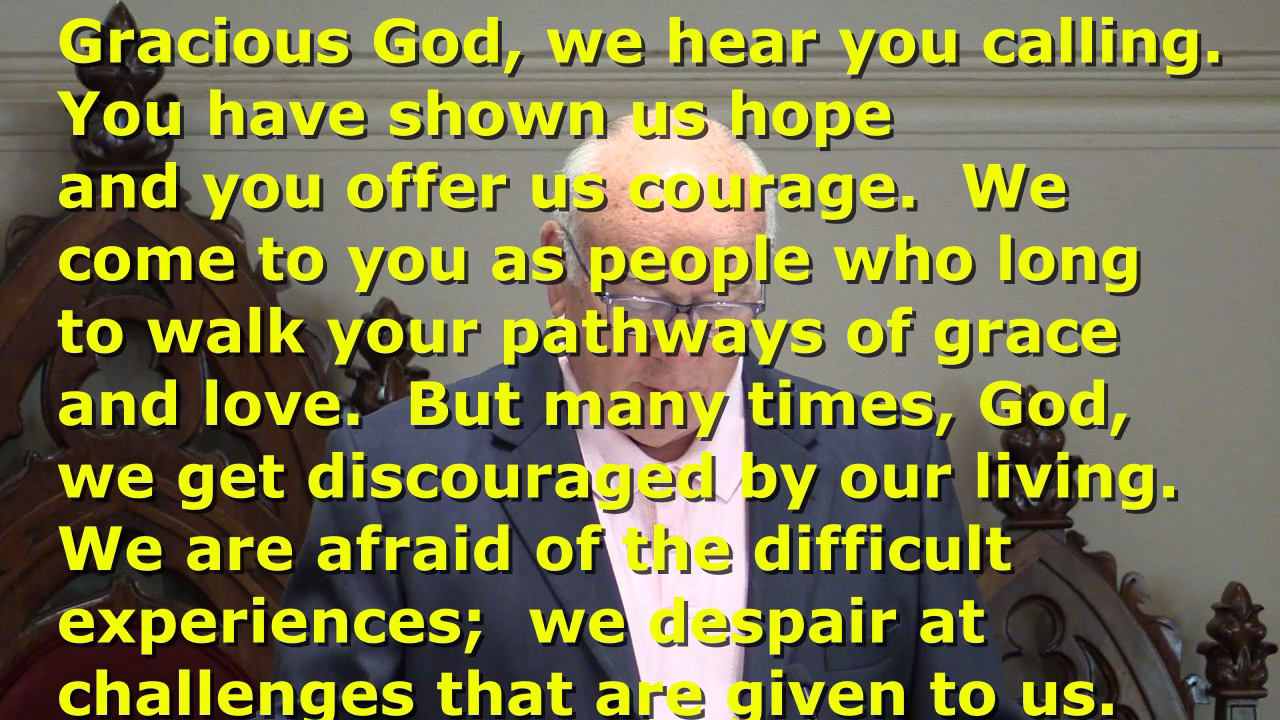 Gracious God, we hear you calling.
You have shown us hope
and you offer us courage.  We
come to you as people who long
to walk your pathways of grace
and love.  But many times, God,
we get discouraged by our living.
We are afraid of the difficult
experiences;  we despair at
challenges that are given to us.